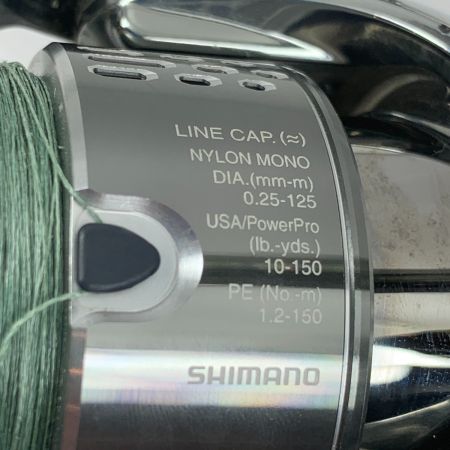 LINE CAP.(≈)
NYLON MONO
DIA.(mm-m)
0.25-125
USA/PowerPro
(lb.-yds.)
10-150
PE (No.-m)
1.2-150
SHIMANO